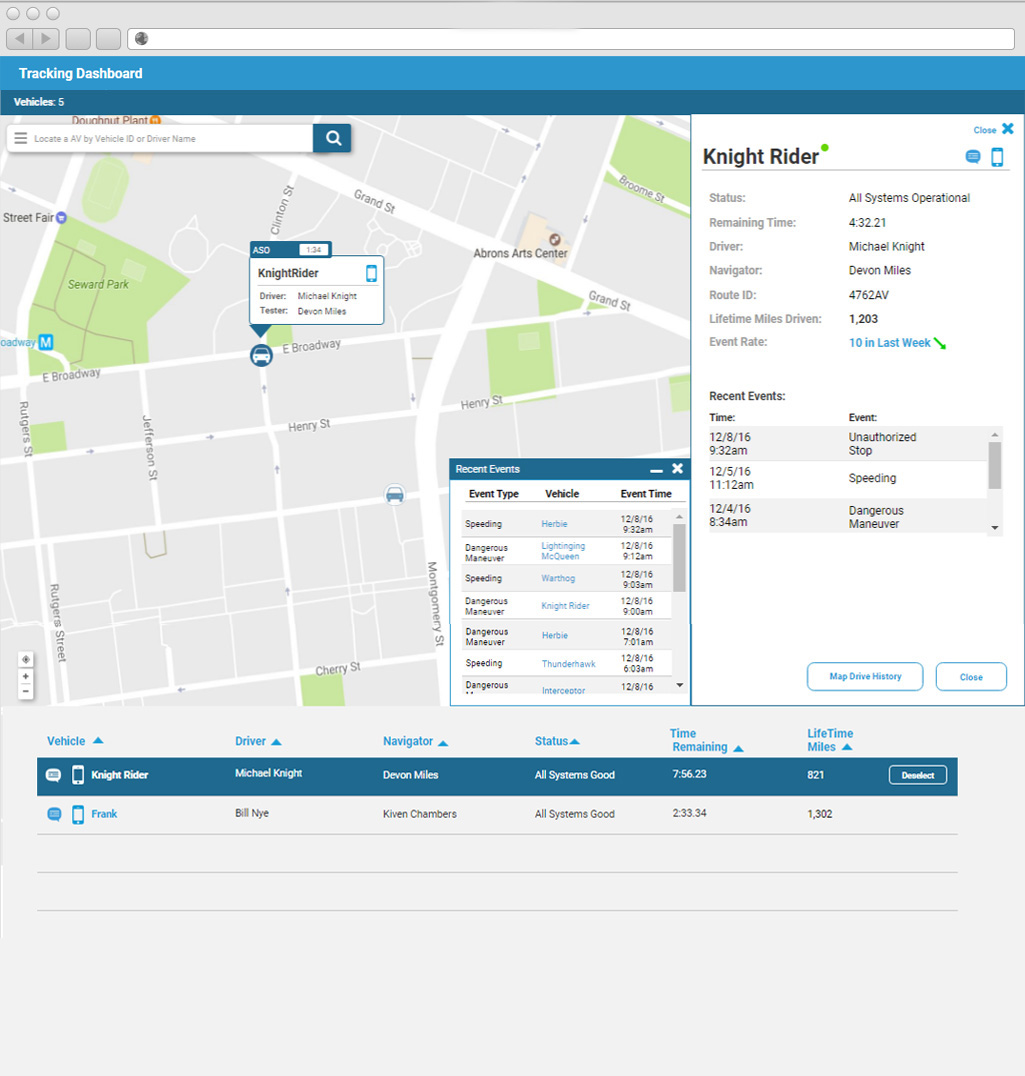 Tracking Dashboard
Vehicles: 5
Doughnut Plant
Locate a AV by Vehicle ID or Driver Name
Street Fair
Clinton St
Grand St
Broome St
Abrons Arts Center
Seward Park
Grand St
oadway M
E Broadway
E Broadway
Rutgers St
Jefferson St
Henry St
Henry St
Rutgers Street
Montgomery St
Cherry St
ASO 1:34
KnightRider
Driver: Michael Knight
Tester: Devon Miles
Recent Events
Event Type Vehicle Event Time
Speeding Herbie 12/8/16
9:32am
Dangerous Lightinging 12/8/16
Maneuver McQueen 9:12am
Speeding Warthog 12/8/16
9:03am
Dangerous Knight Rider 12/8/16
Maneuver 9:00am
Dangerous Herbie 12/8/16
Maneuver 7:01am
Speeding Thunderhawk 12/8/16
6:03am
Dangerous Interceptor 12/8/16
Close
Knight Rider
Status: All Systems Operational
Remaining Time: 4:32.21
Driver: Michael Knight
Navigator: Devon Miles
Route ID: 4762AV
Lifetime Miles Driven: 1,203
Event Rate: 10 in Last Week
Recent Events:
Time: Event:
12/8/16 Unauthorized
9:32am Stop
12/5/16 Speeding
11:12am
12/4/16 Dangerous
8:34am Maneuver
Map Drive History Close
Vehicle Driver Navigator Status Time Remaining LifeTime Miles
Knight Rider Michael Knight Devon Miles All Systems Good 7:56.23 821 Deselect
Frank Bill Nye Kiven Chambers All Systems Good 2:33.34 1,302